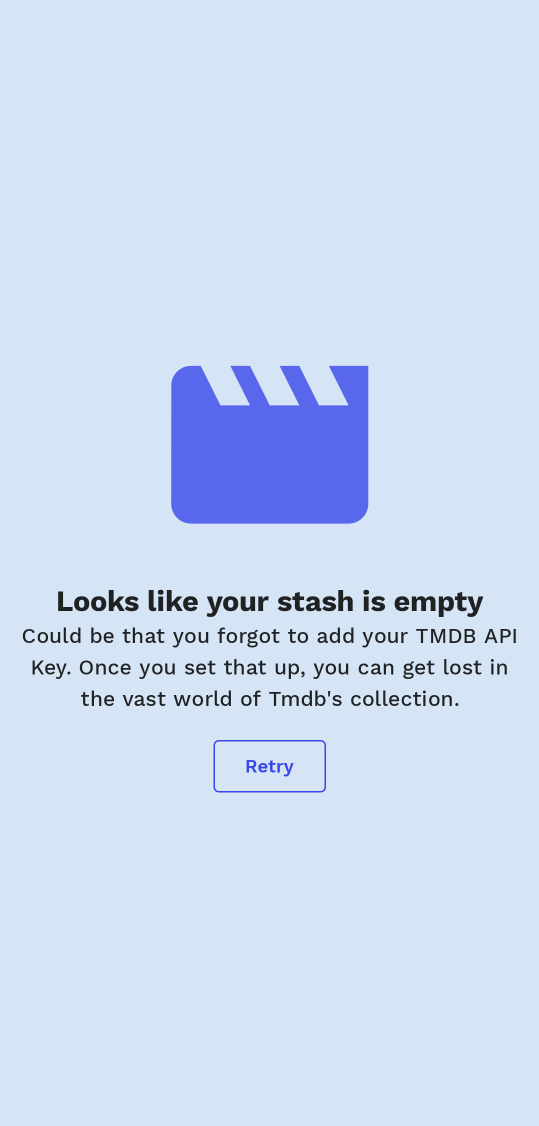 Looks like your stash is empty
Could be that you forgot to add your TMDB API
Key. Once you set that up, you can get lost in
the vast world of Tmdb's collection.
Retry